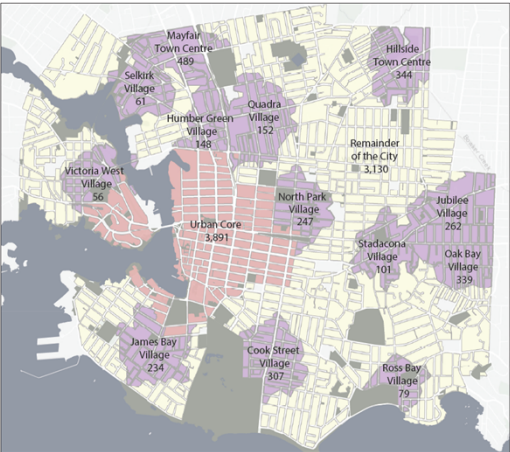 Mayfair
Town Centre
489
Hillside
Town Centre
344
Selkirk
Village
61
Quadra
Village
152
Humber Green
Village
148
Remainder
of the City
3,130
Victoria West
Village
56
Urban Core
3,891
North Park
Village
247
Jubilee
Village
262
Stadacona
Village
101
Oak Bay
Village
339
James Bay
Village
234
Cook Street
Village
307
Ross Bay
Village
79